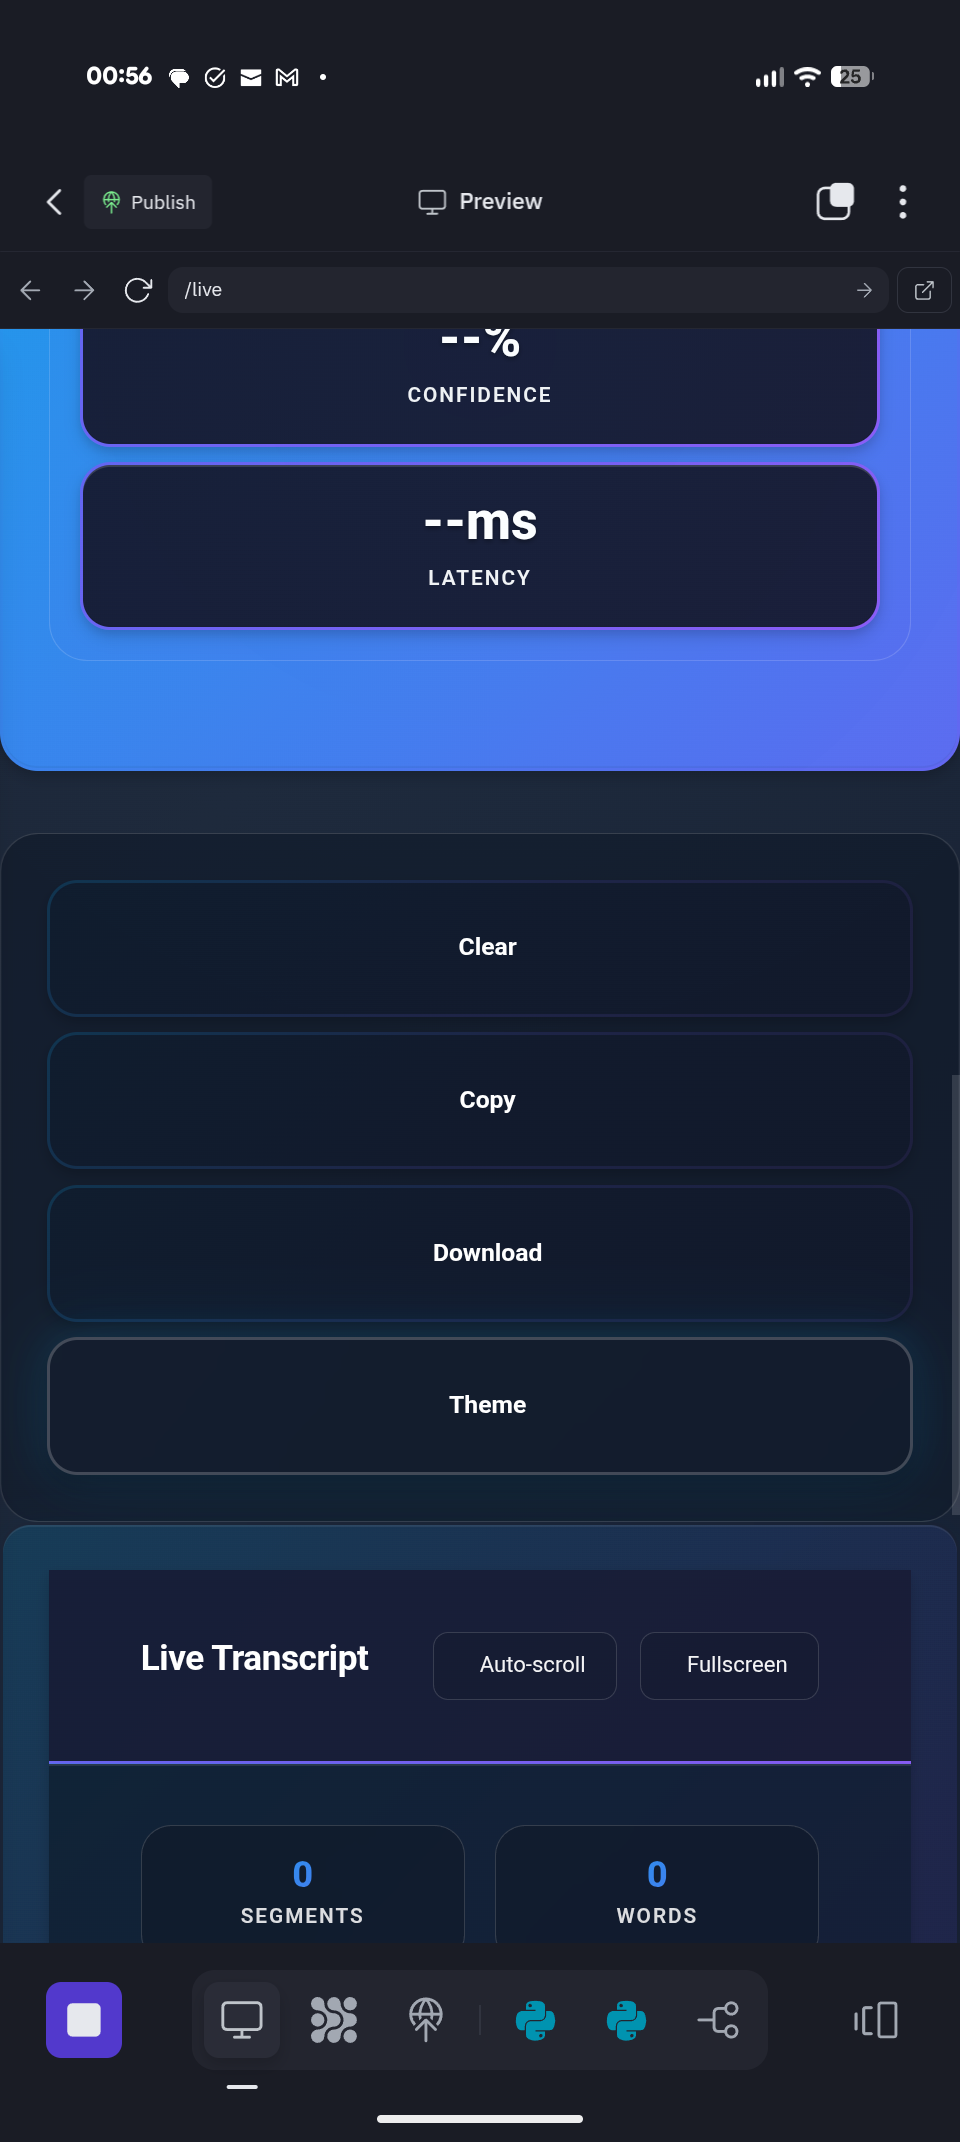 00:56
25
Publish
Preview
/live
--%
CONFIDENCE
--ms
LATENCY
Clear
Copy
Download
Theme
Live Transcript
Auto-scroll
Fullscreen
0
SEGMENTS
0
WORDS